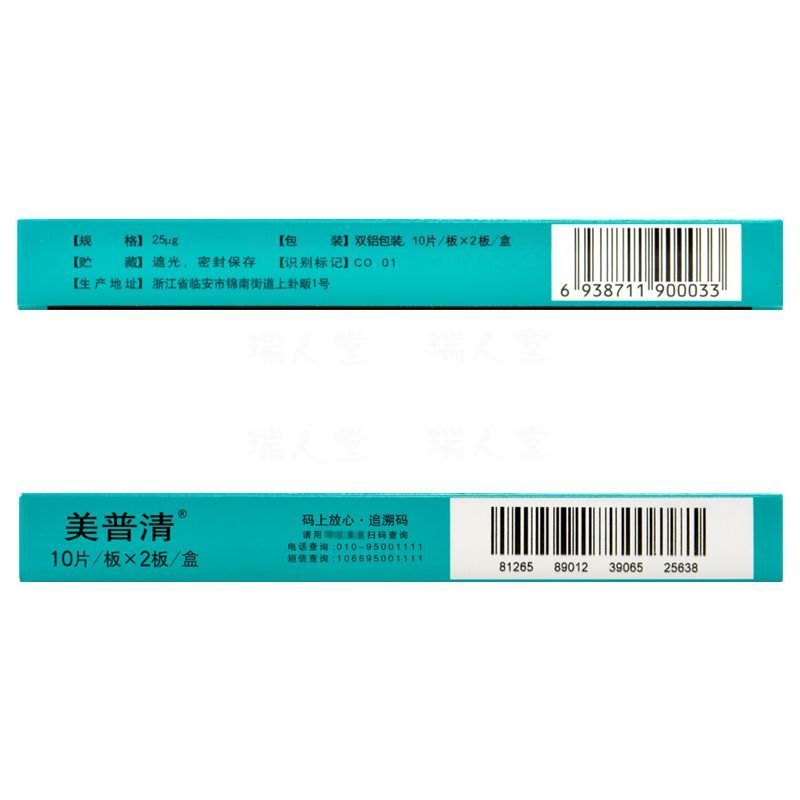 【规 格】25μg 【包 装】双铝包装, 10片/板×2板/盒
【贮 藏】遮光、密封保存 【识别标记】CO 01
【生产地址】浙江省临安市锦南街道上卦畈1号
6 938711 900033
瑞人堂 瑞人堂
瑞人堂 瑞人堂
美普清®
10片/板×2板/盒
码上放心·追溯码
请用 扫码查询
电话查询:010-95001111
短信查询:106695001111
81265 89012 39065 25638